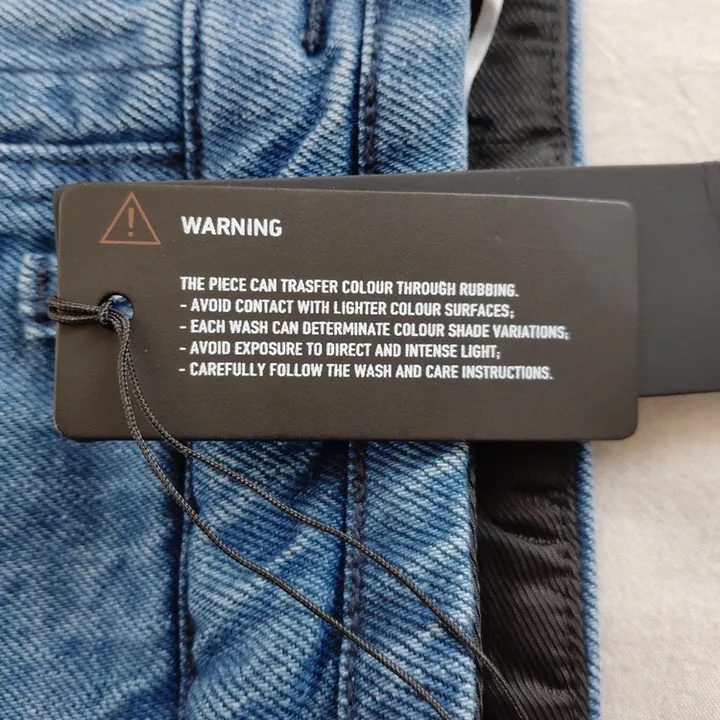 WARNING
THE PIECE CAN TRASFER COLOUR THROUGH RUBBING.
- AVOID CONTACT WITH LIGHTER COLOUR SURFACES;
- EACH WASH CAN DETERMINATE COLOUR SHADE VARIATIONS;
- AVOID EXPOSURE TO DIRECT AND INTENSE LIGHT;
- CAREFULLY FOLLOW THE WASH AND CARE INSTRUCTIONS.